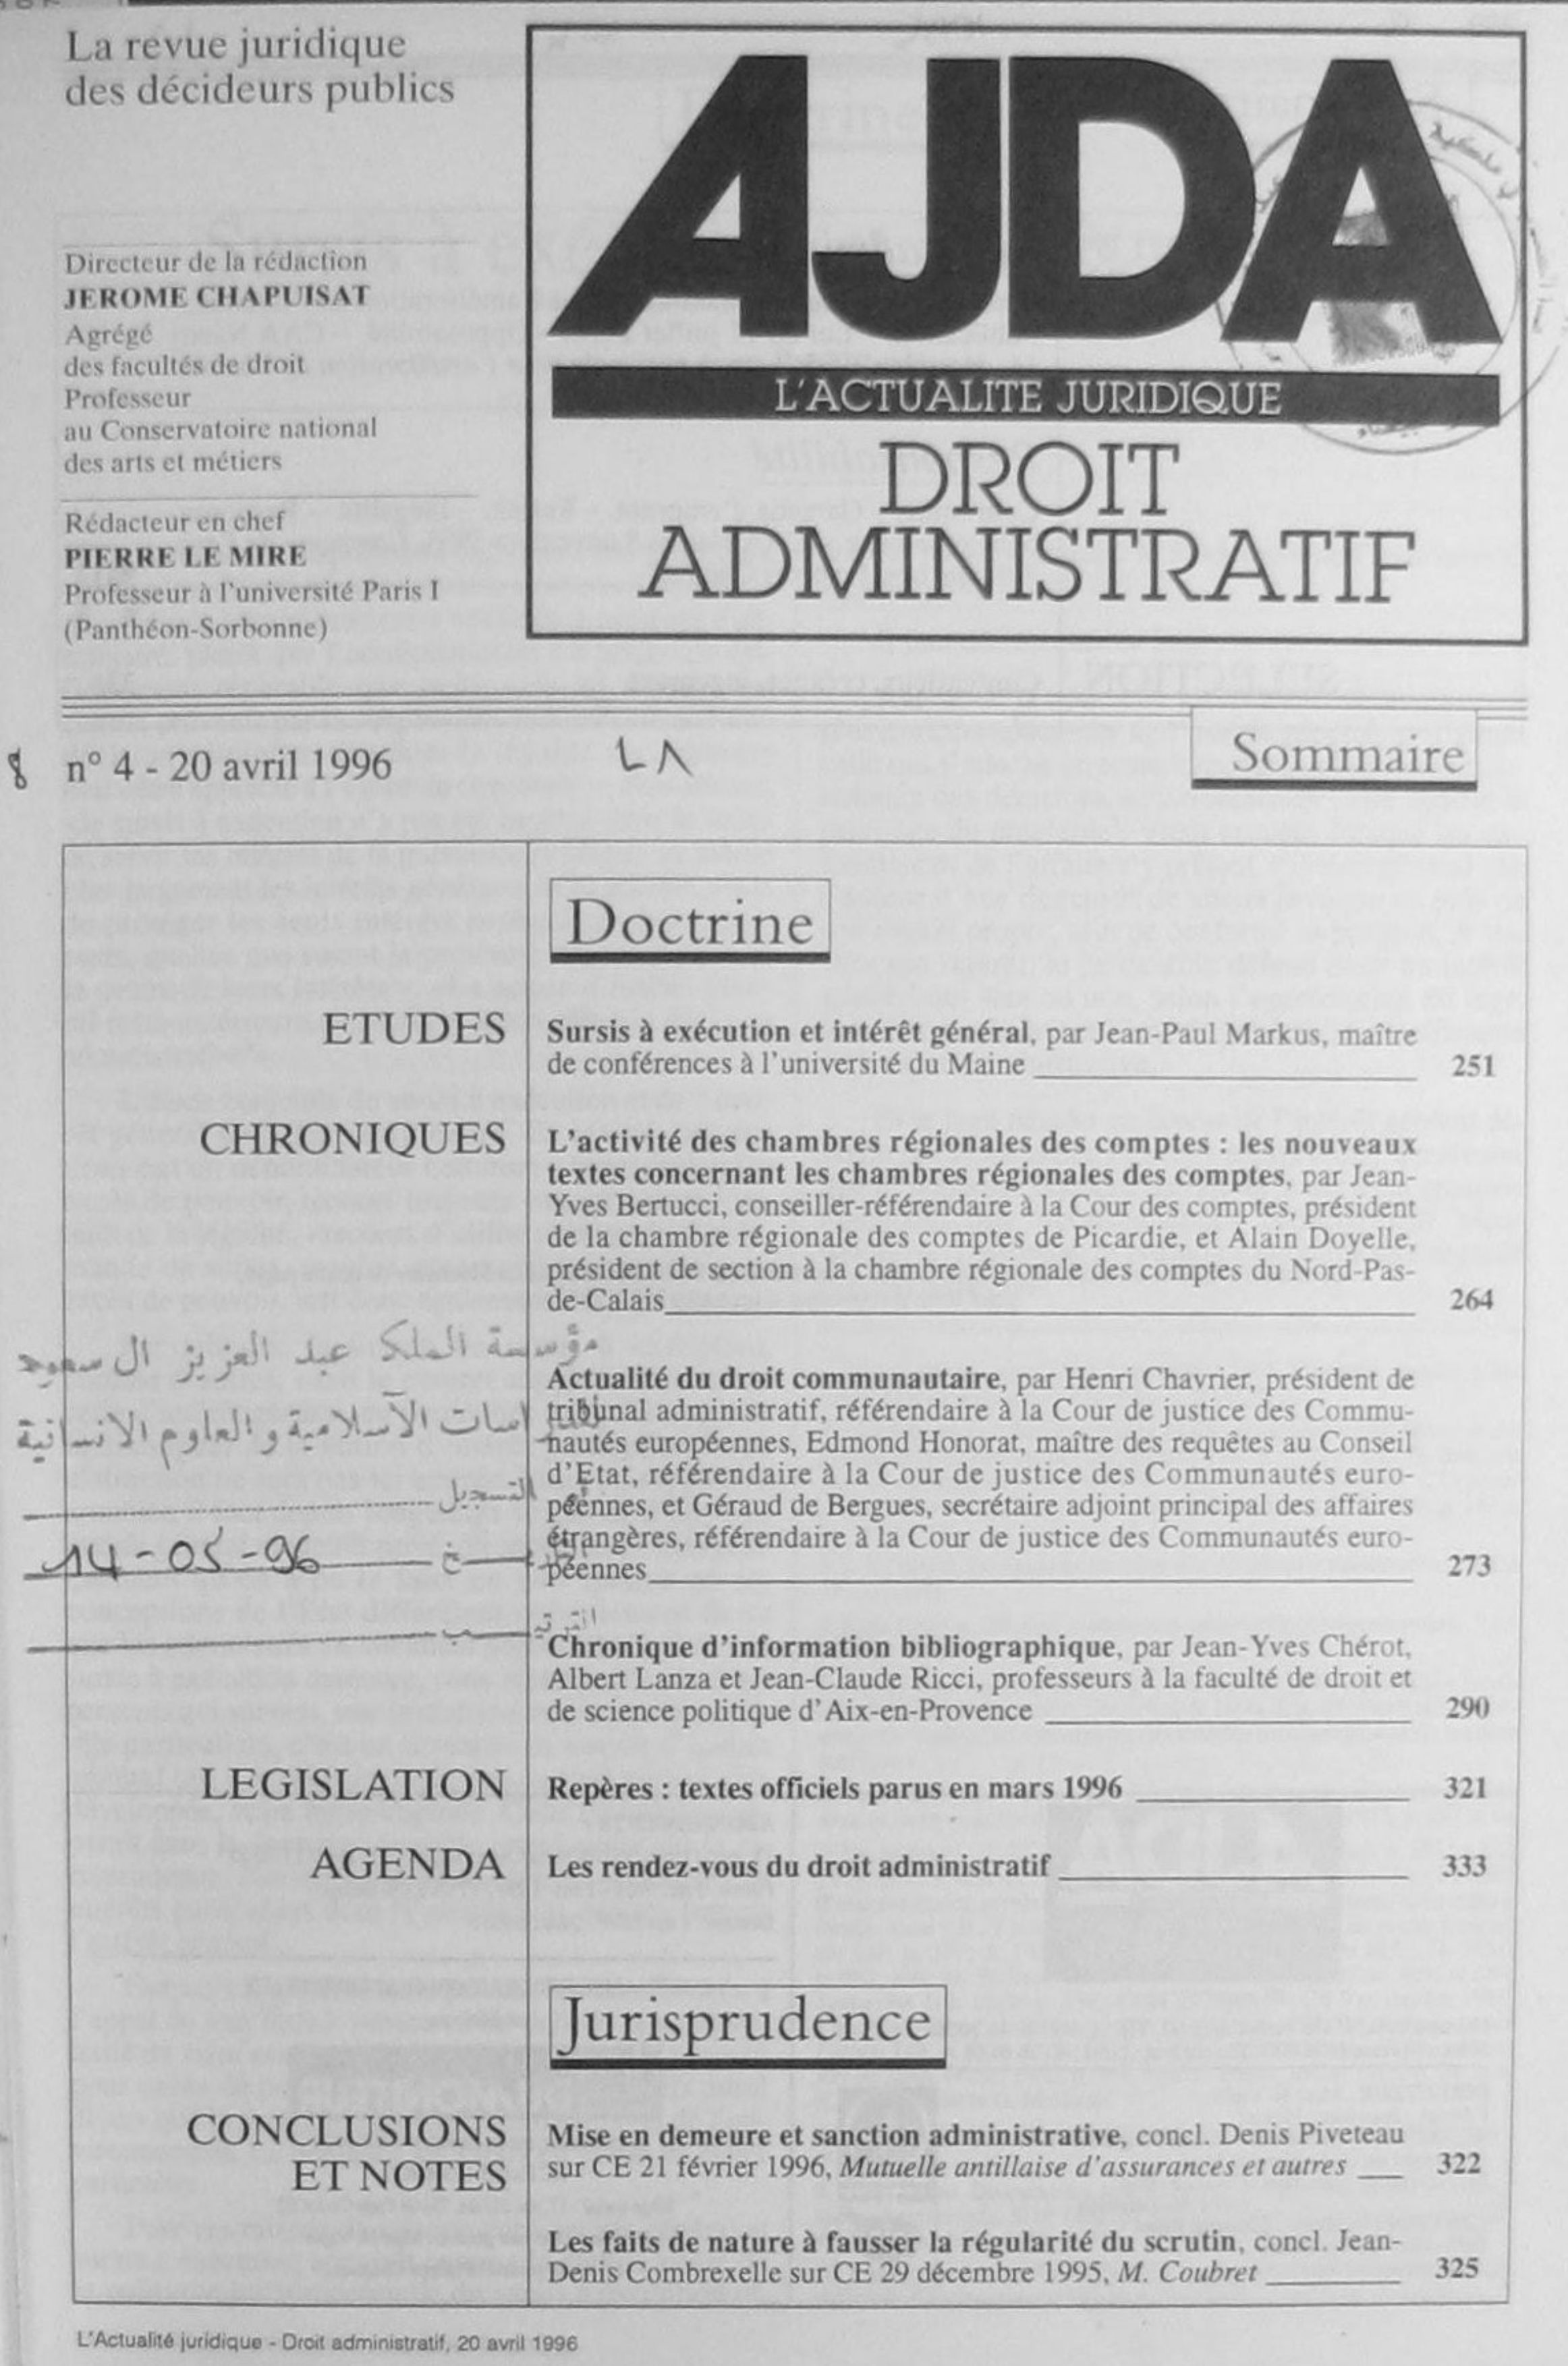 La revue juridique
des décideurs publics
AJDA
L'ACTUALITE JURIDIQUE
DROIT
ADMINISTRATIF
Directeur de la rédaction
JEROME CHAPUISAT
Agrégé
des facultés de droit
Professeur
au Conservatoire national
des arts et métiers
Rédacteur en chef
PIERRE LE MIRE
Professeur à l'université Paris I
(Panthéon-Sorbonne)
8 n° 4 - 20 avril 1996
Sommaire
Doctrine
ETUDES
Sursis à exécution et intérêt général, par Jean-Paul Markus, maître
de conférences à l'université du Maine 251
CHRONIQUES
L'activité des chambres régionales des comptes : les nouveaux
textes concernant les chambres régionales des comptes, par Jean-
Yves Bertucci, conseiller-référendaire à la Cour des comptes, président
de la chambre régionale des comptes de Picardie, et Alain Doyelle,
président de section à la chambre régionale des comptes du Nord-Pas-
de-Calais 264
مؤسسة الملك عبد العزيز ال سعود
للدراسات الآسلامية و العلوم الانسانية
التسجيل
التاريخ 14-05-96
الترتيب
Actualité du droit communautaire, par Henri Chavrier, président de
tribunal administratif, référendaire à la Cour de justice des Commu-
nautés européennes, Edmond Honorat, maître des requêtes au Conseil
d'Etat, référendaire à la Cour de justice des Communautés euro-
péennes, et Géraud de Bergues, secrétaire adjoint principal des affaires
étrangères, référendaire à la Cour de justice des Communautés euro-
péennes 273
Chronique d'information bibliographique, par Jean-Yves Chérot,
Albert Lanza et Jean-Claude Ricci, professeurs à la faculté de droit et
de science politique d'Aix-en-Provence 290
LEGISLATION
Repères : textes officiels parus en mars 1996 321
AGENDA
Les rendez-vous du droit administratif 333
Jurisprudence
CONCLUSIONS
ET NOTES
Mise en demeure et sanction administrative, concl. Denis Piveteau
sur CE 21 février 1996, Mutuelle antillaise d'assurances et autres 322
Les faits de nature à fausser la régularité du scrutin, concl. Jean-
Denis Combrexelle sur CE 29 décembre 1995, M. Coubret 325
L'Actualité juridique - Droit administratif, 20 avril 1996